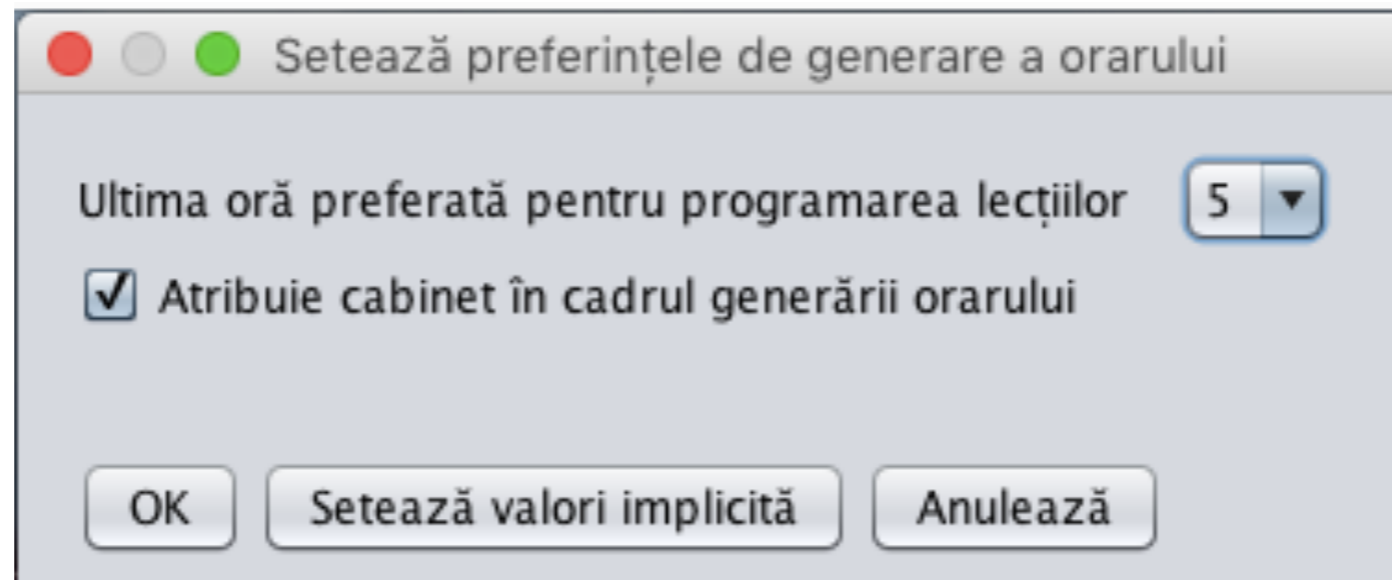 Setează preferințele de generare a orarului
Ultima oră preferată pentru programarea lecțiilor 5
Atribuie cabinet în cadrul generării orarului
OK Setează valori implicită Anulează